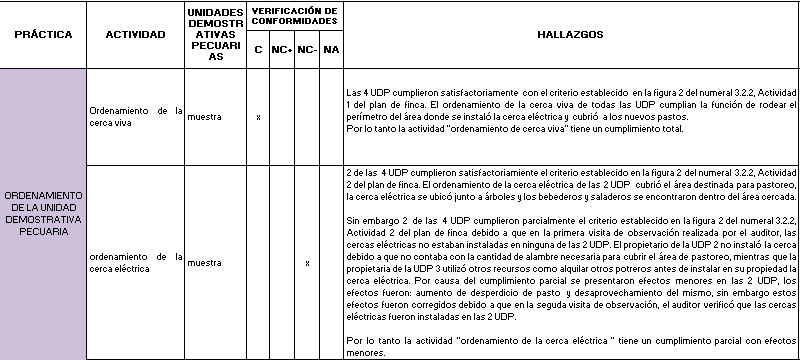 PRÁCTICA
ACTIVIDAD
UNIDADES
DEMOSTR
ATIVAS
PECUARI
AS
VERIFICACIÓN DE
CONFORMIDADES
C
NC+
NC-
NA
HALLAZGOS
ORDENAMIENTO
DE LA UNIDAD
DEMOSTRATIVA
PECUARIA
Ordenamiento de la
cerca viva
muestra
x
Las 4 UDP cumplieron satisfactoriamente con el criterio establecido en la figura 2 del numeral 3.2.2, Actividad
1 del plan de finca. El ordenamiento de la cerca viva de todas las UDP cumplian la función de rodear el
perímetro del área donde se instaló la cerca eléctrica y cubrió a los nuevos pastos.
Por lo tanto la actividad "ordenamiento de cerca viva" tiene un cumplimiento total.
ordenamiento de la
cerca eléctrica
muestra
x
2 de las 4 UDP cumplieron satisfactoriamiente el criterio establecido en la figura 2 del numeral 3.2.2, Actividad
2 del plan de finca. El ordenamiento de la cerca eléctrica de las 2 UDP cubrió el área destinada para pastoreo,
la cerca eléctrica se ubicó junto a árboles y los bebederos y saladeros se encontraron dentro del área cercada.
Sin embargo 2 de las 4 UDP cumplieron parcialmente el criterio establecido en la figura 2 del numeral 3.2.2,
Actividad 2 del plan de finca debido a que en la primera visita de observación realizada por el auditor, las
cercas eléctricas no estaban instaladas en ninguna de las 2 UDP. El propietario de la UDP 2 no instaló la cerca
debido a que no contaba con la cantidad de alambre necesaria para cubrir el área de pastoreo, mientras que la
propietaria de la UDP 3 utilizó otros recursos como alquilar otros potreros antes de instalar en su propiedad la
cerca eléctrica. Por causa del cumplimiento parcial se presentaron efectos menores en las 2 UDP, los
efectos fueron: aumento de desperdicio de pasto y desaprovechamiento del mismo, sin embargo estos
efectos fueron corregidos debido a que en la seguda visita de observación, el auditor verificó que las cercas
eléctricas fueron instaladas en las 2 UDP.
Por lo tanto la actividad "ordenamiento de la cerca eléctrica " tiene un cumplimiento parcial con efectos
menores.